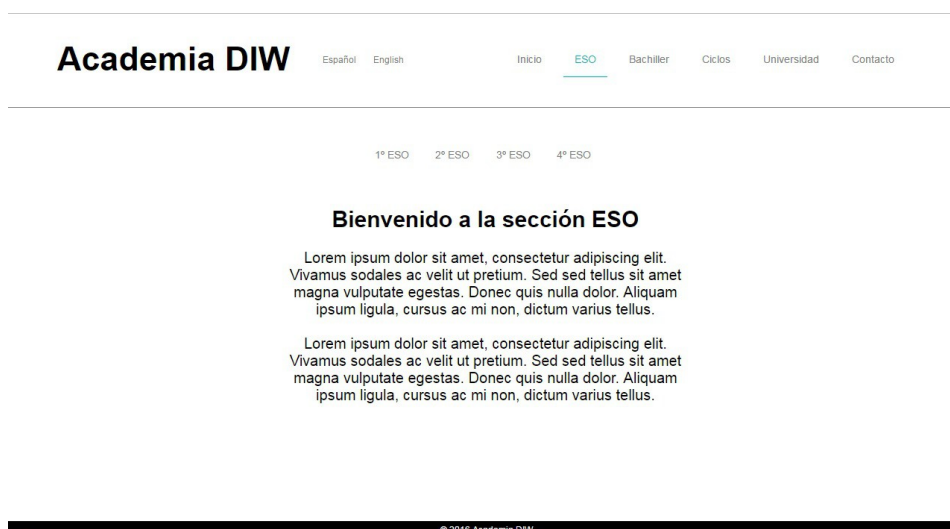 Academia DIW Español English Inicio ESO Bachiller Ciclos Universidad Contacto
1º ESO 2º ESO 3º ESO 4º ESO
Bienvenido a la sección ESO
Lorem ipsum dolor sit amet, consectetur adipiscing elit.
Vivamus sodales ac velit ut pretium. Sed sed tellus sit amet
magna vulputate egestas. Donec quis nulla dolor. Aliquam
ipsum ligula, cursus ac mi non, dictum varius tellus.
Lorem ipsum dolor sit amet, consectetur adipiscing elit.
Vivamus sodales ac velit ut pretium. Sed sed tellus sit amet
magna vulputate egestas. Donec quis nulla dolor. Aliquam
ipsum ligula, cursus ac mi non, dictum varius tellus.
© 2016 Academia DIW